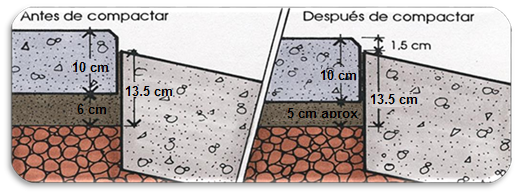 Antes de compactar
10 cm
13.5 cm
6 cm
Después de compactar
1,5 cm
10 cm
13.5 cm
5 cm aprox